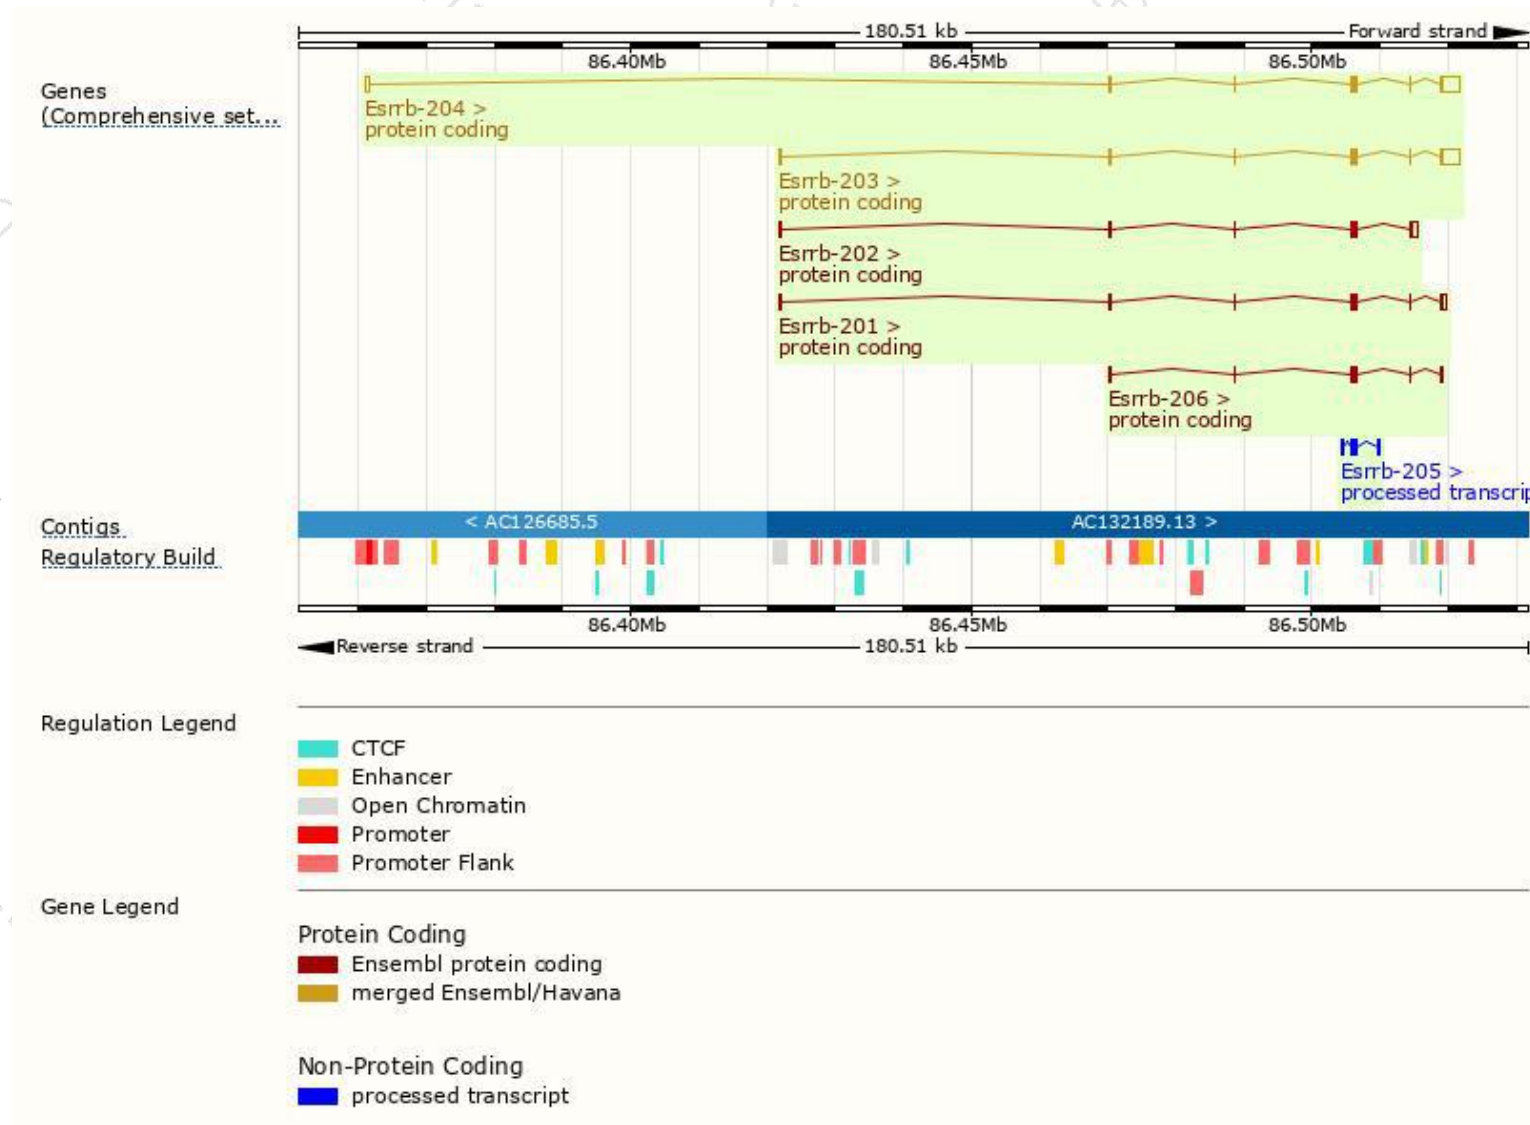 180.51 kb
Forward strand
86.40Mb 86.45Mb 86.50Mb
Genes
(Comprehensive set...
Esrrb-204 >
protein coding
Esrrb-203 >
protein coding
Esrrb-202 >
protein coding
Esrrb-201 >
protein coding
Esrrb-206 >
protein coding
Esrrb-205 >
processed transcrip
Contigs
< AC126685.5
AC132189.13 >
Regulatory Build
86.40Mb 86.45Mb 86.50Mb
Reverse strand
180.51 kb
Regulation Legend
CTCF
Enhancer
Open Chromatin
Promoter
Promoter Flank
Gene Legend
Protein Coding
Ensembl protein coding
merged Ensembl/Havana
Non-Protein Coding
processed transcript